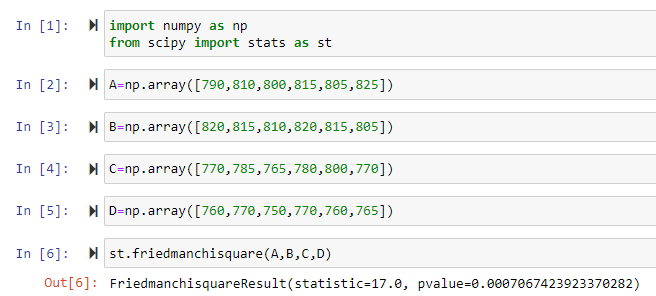 In [1]: import numpy as np
from scipy import stats as st
In [2]: A=np.array([790,810,800,815,805,825])
In [3]: B=np.array([820,815,810,820,815,805])
In [4]: C=np.array([770,785,765,780,800,770])
In [5]: D=np.array([760,770,750,770,760,765])
In [6]: st.friedmanchisquare(A,B,C,D)
Out[6]: FriedmanchisquareResult(statistic=17.0, pvalue=0.0007067423923370282)